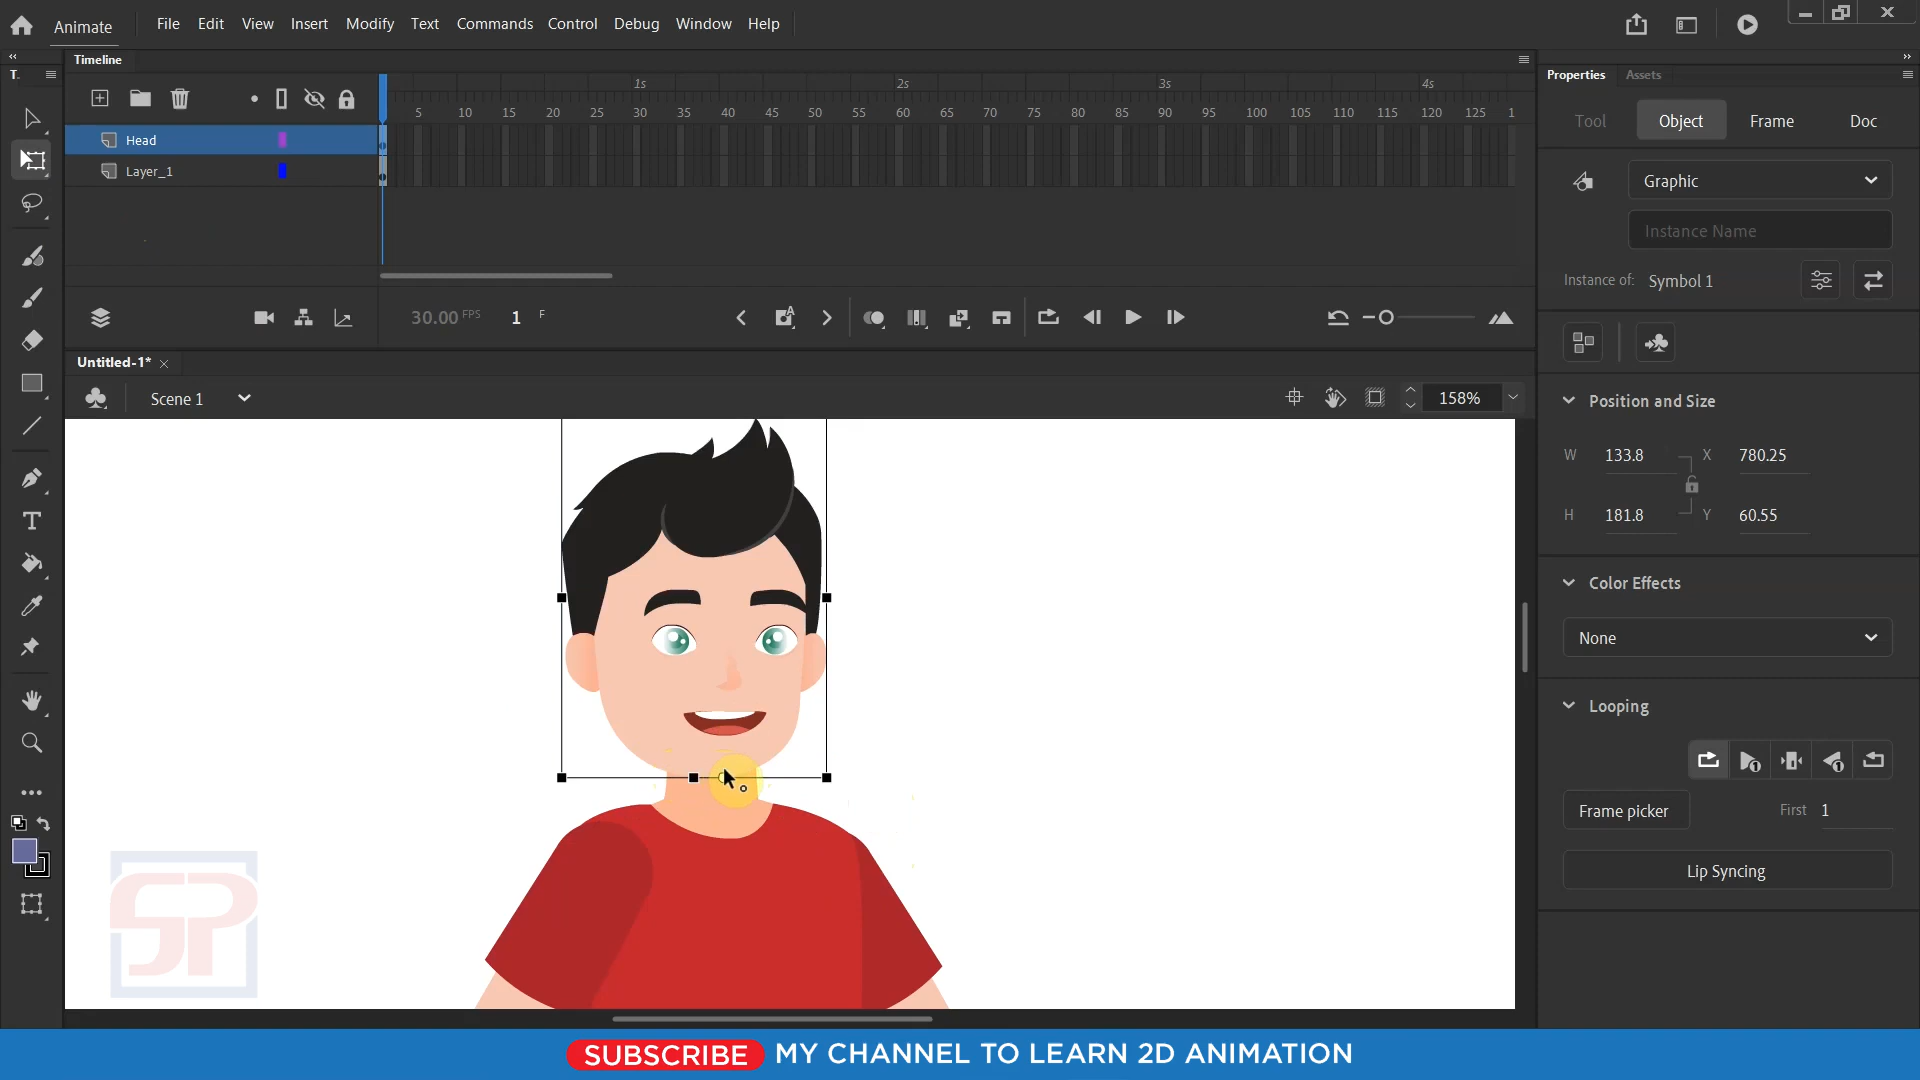 Animate File Edit View Insert Modify Text Commands Control Debug Window Help
T. Timeline Properties Assets
1s 2s 3s 4s
5 10 15 20 25 30 35 40 45 50 55 60 65 70 75 80 85 90 95 100 105 110 115 120 125 1
Tool Object Frame Doc
Head
Layer_1
Graphic
Instance Name
Instance of: Symbol 1
30.00 FPS 1 F
Untitled-1*
Scene 1 158%
Position and Size
W 133.8 X 780.25
H 181.8 Y 60.55
Color Effects
None
Looping
Frame picker First 1
Lip Syncing
SP
SUBSCRIBE MY CHANNEL TO LEARN 2D ANIMATION